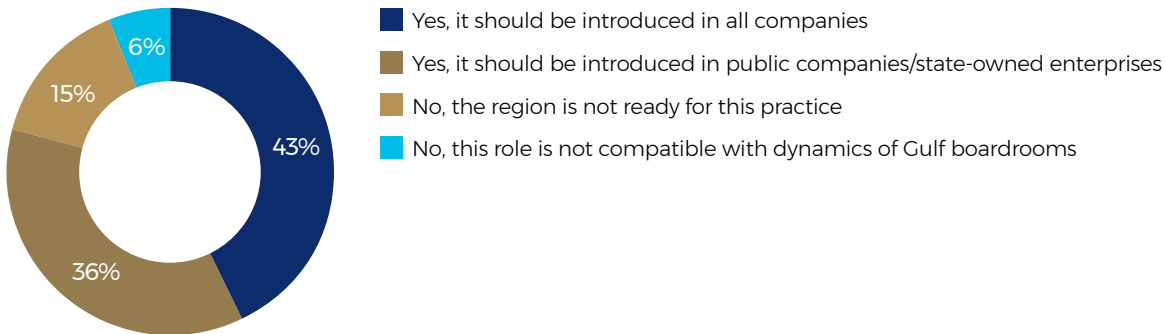 6%
15%
43%
36%
Yes, it should be introduced in all companies
Yes, it should be introduced in public companies/state-owned enterprises
No, the region is not ready for this practice
No, this role is not compatible with dynamics of Gulf boardrooms